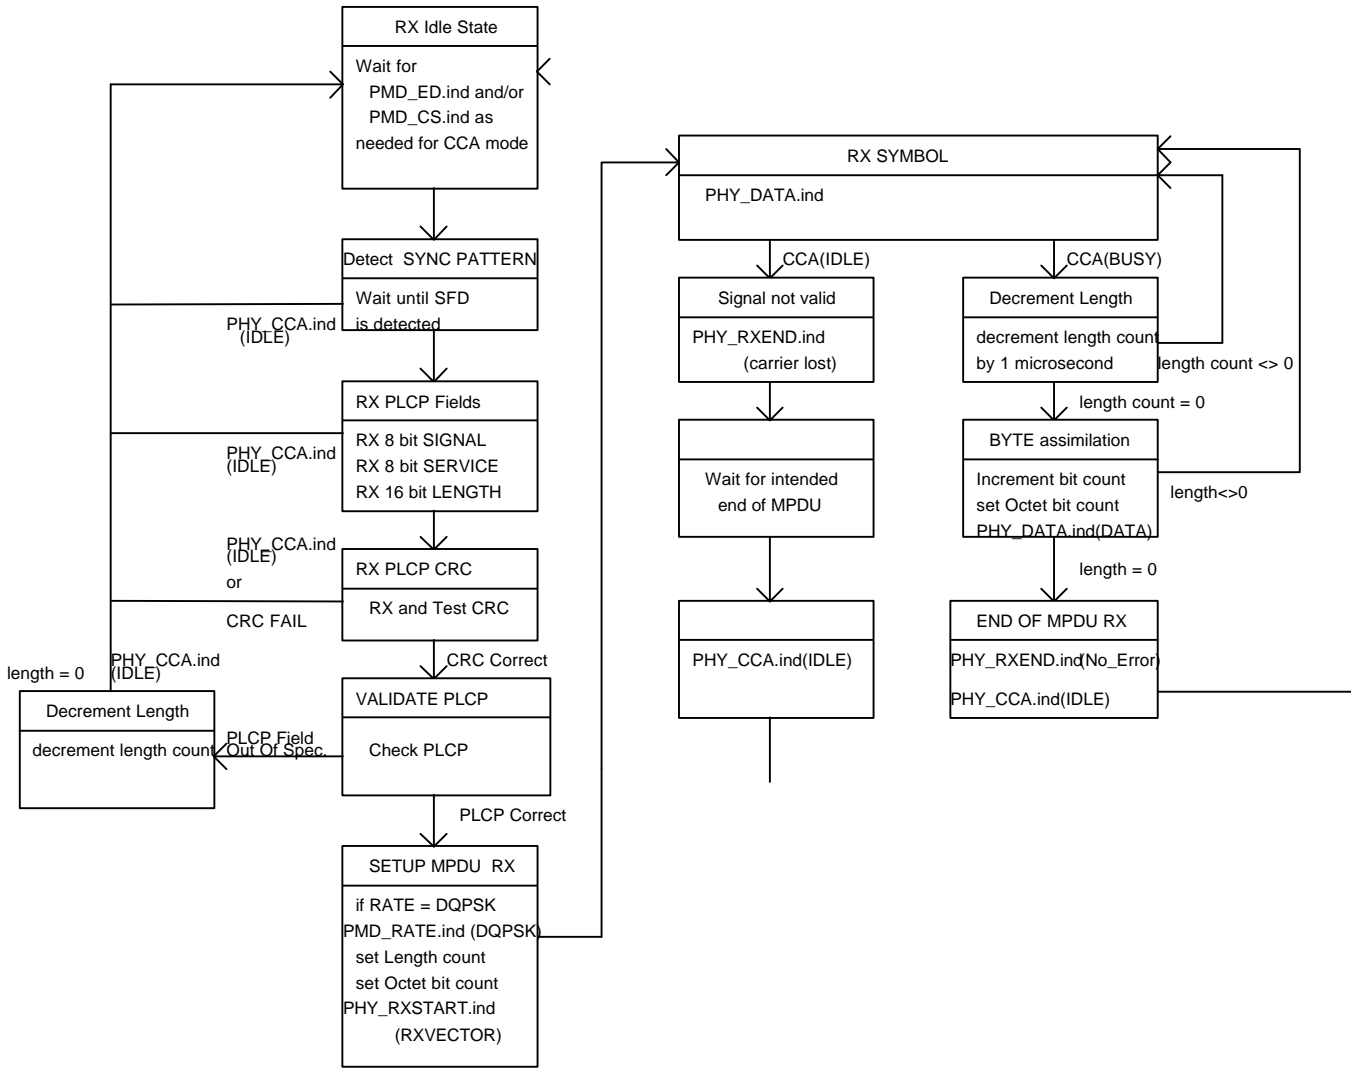 RX Idle State
Wait for
PMD_ED.ind and/or
PMD_CS.ind as
needed for CCA mode
Detect SYNC PATTERN
Wait until SFD
is detected
PHY_CCA.ind
(IDLE)
RX PLCP Fields
RX 8 bit SIGNAL
RX 8 bit SERVICE
RX 16 bit LENGTH
PHY_CCA.ind
(IDLE)
PHY_CCA.ind
(IDLE)
or
CRC FAIL
RX PLCP CRC
RX and Test CRC
CRC Correct
length = 0
PHY_CCA.ind
(IDLE)
Decrement Length
decrement length count
PLCP Field
Out Of Spec.
VALIDATE PLCP
Check PLCP
PLCP Correct
SETUP MPDU RX
if RATE = DQPSK
PMD_RATE.ind (DQPSK)
set Length count
set Octet bit count
PHY_RXSTART.ind
(RXVECTOR)
RX SYMBOL
PHY_DATA.ind
CCA(IDLE)
Signal not valid
PHY_RXEND.ind
(carrier lost)
Wait for intended
end of MPDU
PHY_CCA.ind(IDLE)
CCA(BUSY)
Decrement Length
decrement length count
by 1 microsecond
length count <> 0
length count = 0
BYTE assimilation
Increment bit count
set Octet bit count
PHY_DATA.ind(DATA)
length<>0
length = 0
END OF MPDU RX
PHY_RXEND.ind(No_Error)
PHY_CCA.ind(IDLE)